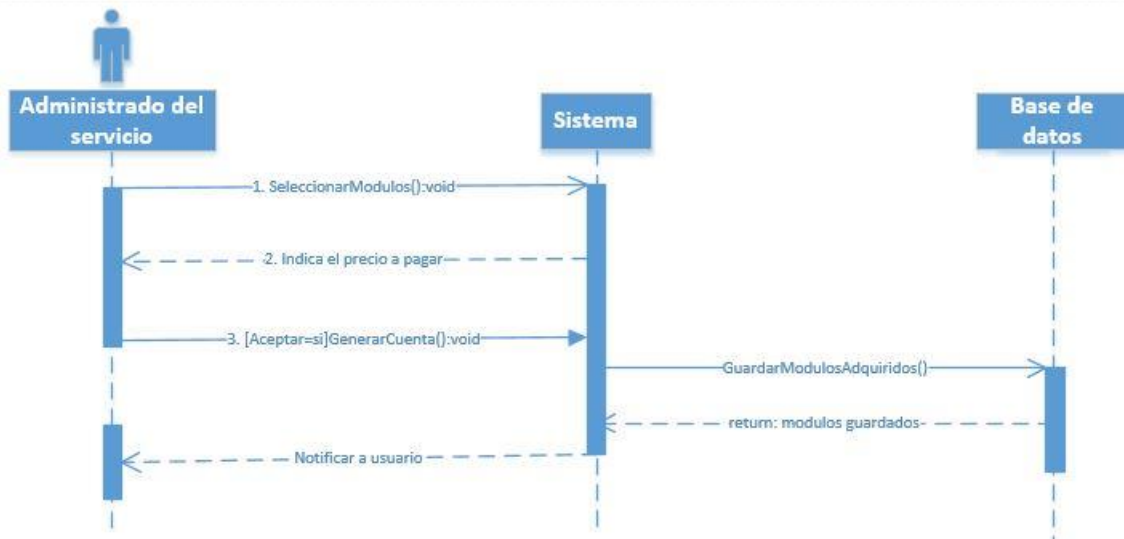 Administrado del
servicio
Sistema
Base de
datos
1. SeleccionarModulos():void
2. Indica el precio a pagar
3. [Aceptar=si]GenerarCuenta():void
GuardarModulosAdquiridos()
return: modulos guardados
Notificar a usuario